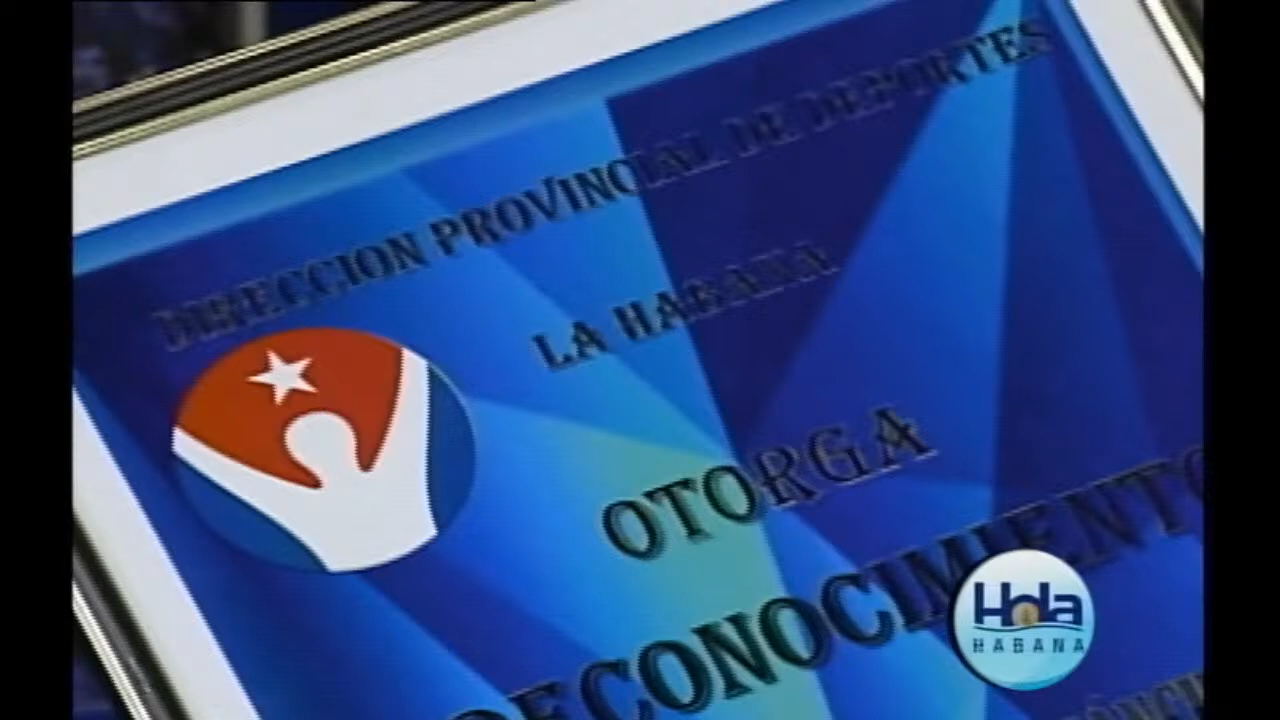 DIRECCION PROVINCIAL DE DEPORTES
LA HABANA
OTORGA
RECONOCIMIENTO
Hola
HABANA